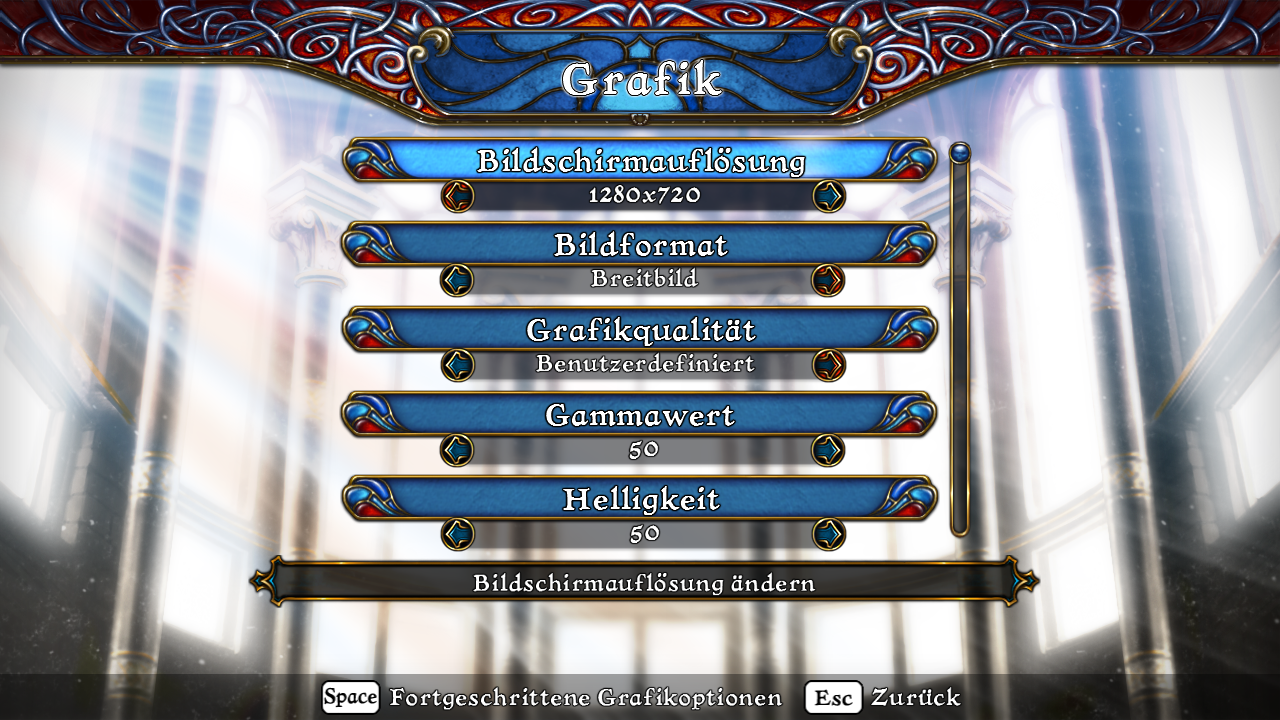 Grafik
Bildschirmauflösung
1280x720
Bildformat
Breitbild
Grafikqualität
Benutzerdefiniert
Gammawert
50
Helligkeit
50
Bildschirmauflösung ändern
Space Fortgeschrittene Grafikoptionen Esc Zurück